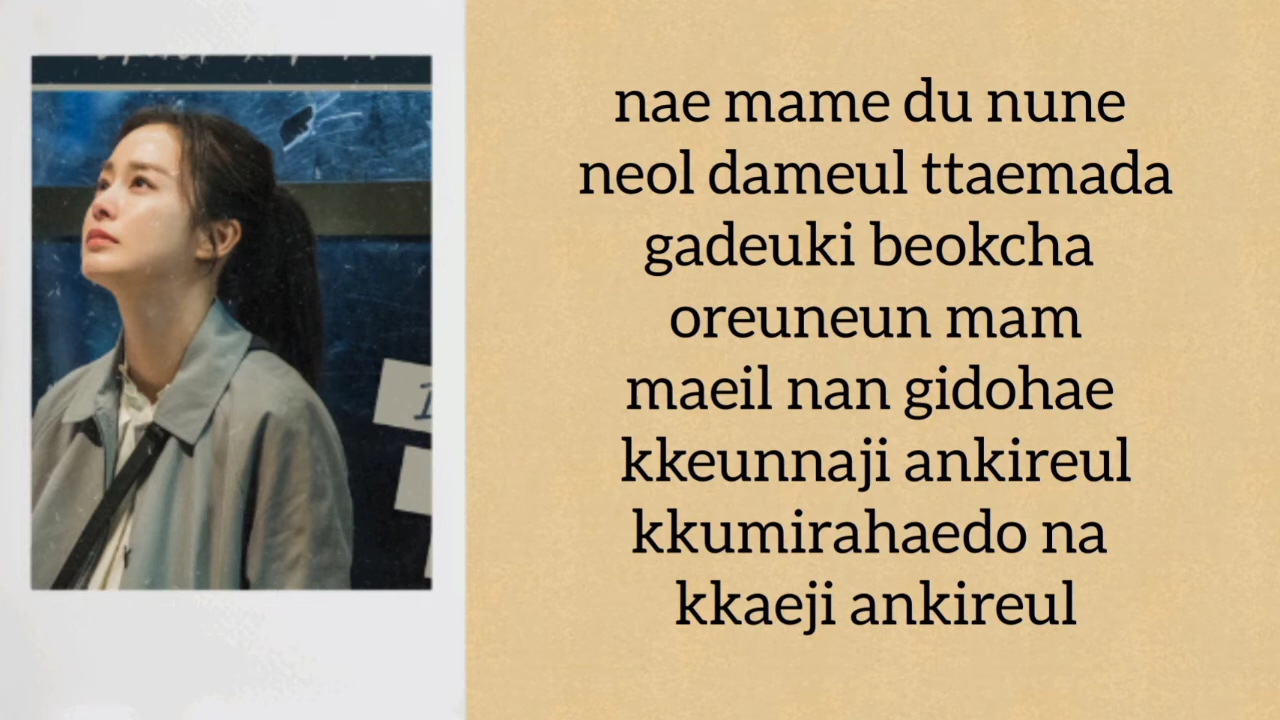 nae mame du nune
neol dameul ttaemada
gadeuki beokcha
oreuneun mam
maeil nan gidohae
kkeunnaji ankireul
kkumirahaedo na
kkaeji ankireul